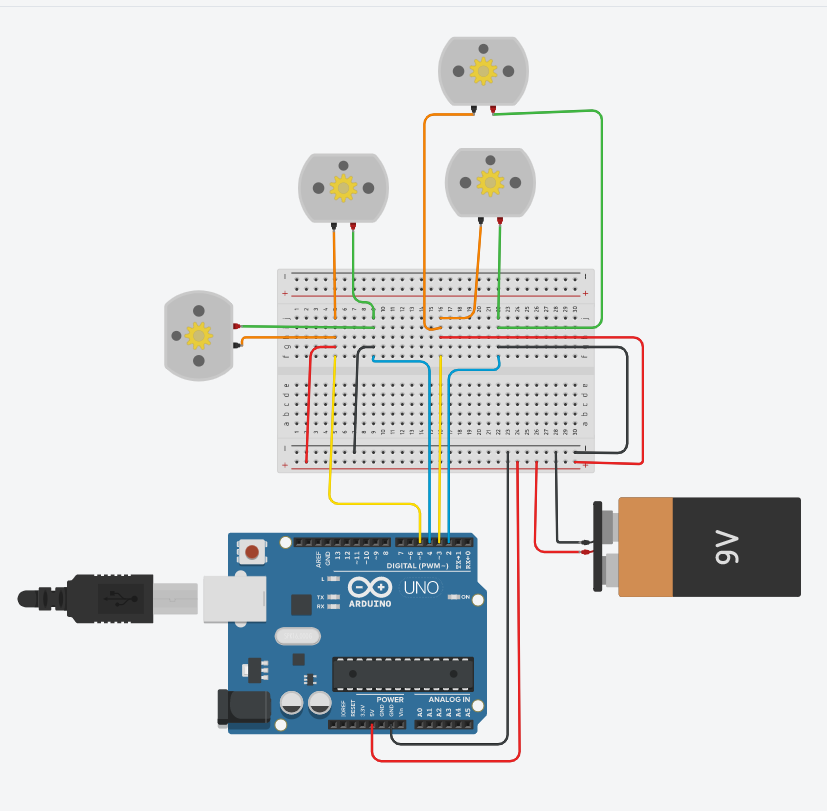 j
i
h
g
f
e
d
c
b
a
9V
AREF
GND
13
12
~11
~10
~9
8
7
~6
~5
4
~3
2
TX→1
RX←0
DIGITAL (PWM~)
L
TX
RX
ARDUINO
UNO
ON
POWER
ANALOG IN
IOREF
RESET
3.3V
5V
GND
GND
Vin
A0
A1
A2
A3
A4
A5